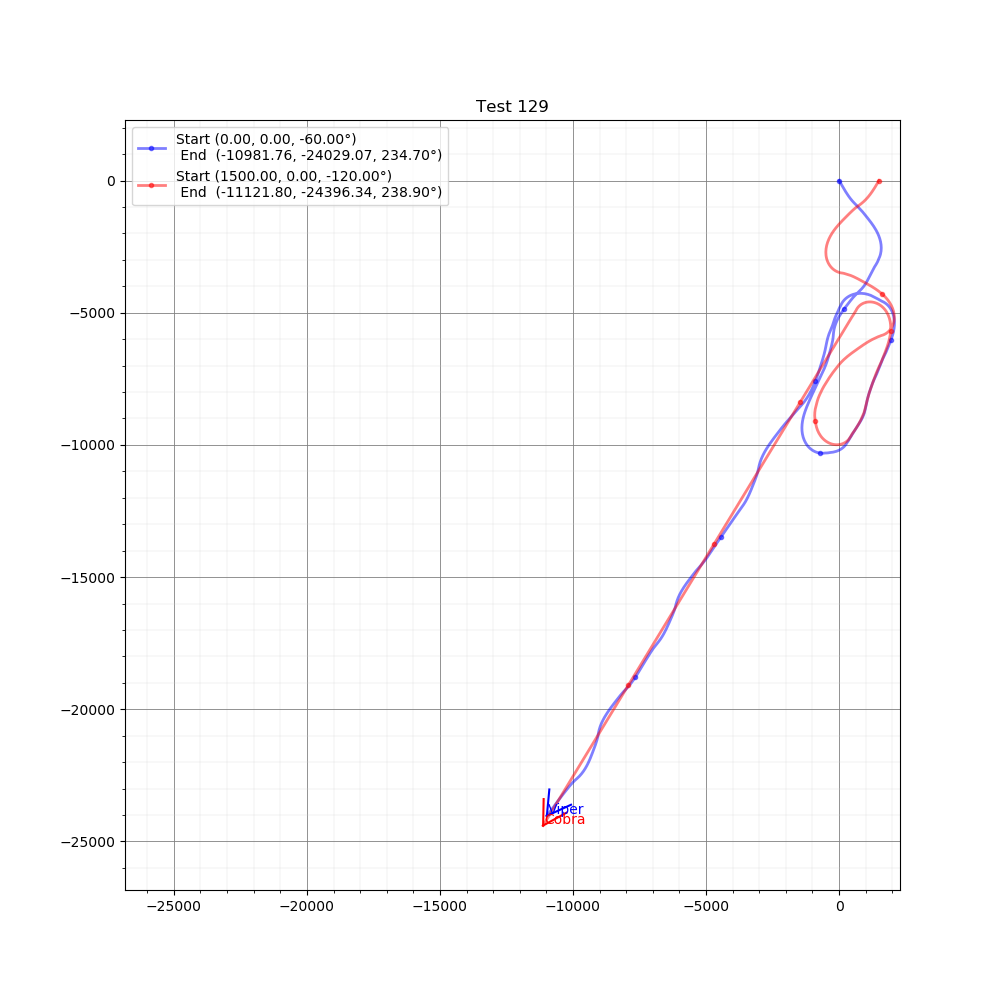 Test 129
Start (0.00, 0.00, -60.00°)
End (-10981.76, -24029.07, 234.70°)
Start (1500.00, 0.00, -120.00°)
End (-11121.80, -24396.34, 238.90°)
0
−5000
−10000
−15000
−20000
−25000
Viper
Cobra
−25000 −20000 −15000 −10000 −5000 0